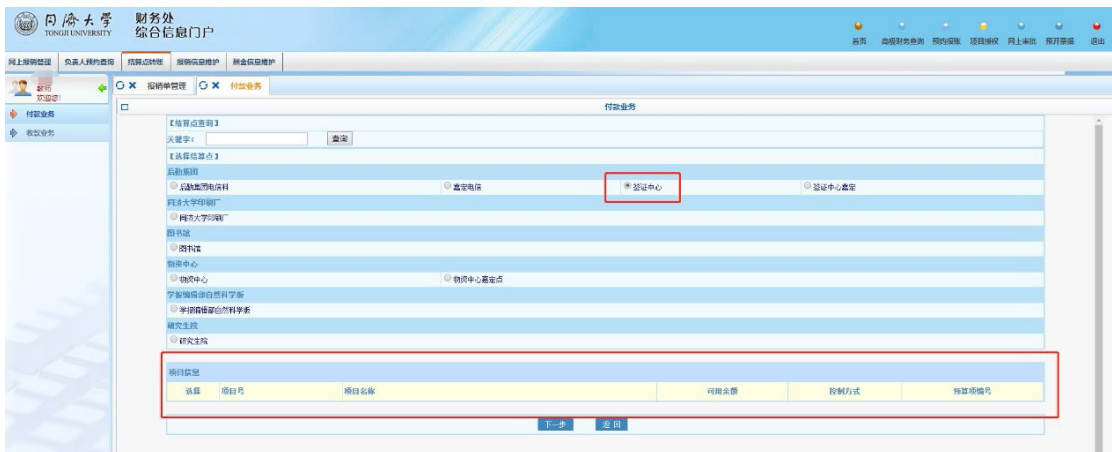 同济大学
TONGJI UNIVERSITY
财务处
综合信息门户
首页 高级财务查询 预约报账 项目授权 网上审批 预开票据 退出
网上报销管理 负责人预约查询 结算点转账 报销信息维护 酬金信息维护
教师
欢迎您!
报销单管理 付款业务
付款业务
收款业务
付款业务
【结算点查询】
关键字: 查询
【选择结算点】
后勤集团
后勤集团电信科 嘉定电信 签证中心 签证中心嘉定
同济大学印刷厂
同济大学印刷厂
图书馆
图书馆
物资中心
物资中心 物资中心嘉定点
学报编辑部自然科学版
学报编辑部自然科学版
研究生院
研究生院
项目信息
选择 项目号 项目名称 可用金额 控制方式 预算项编号
下一步 返回